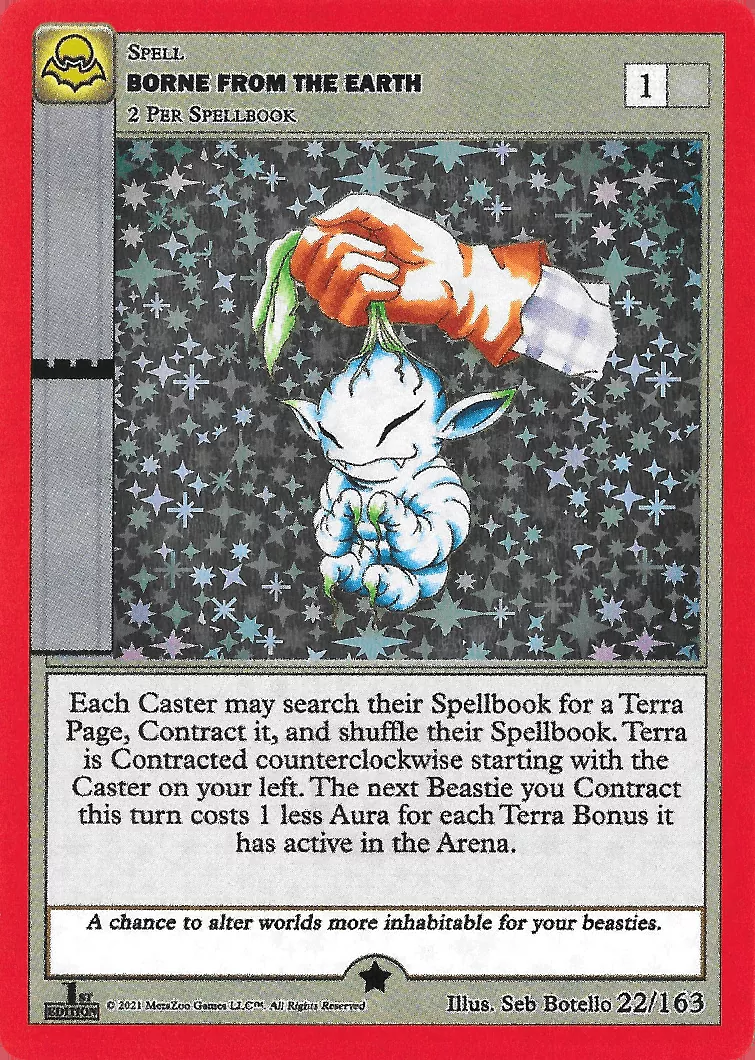 Spell
BORNE FROM THE EARTH
1
2 Per Spellbook
Each Caster may search their Spellbook for a Terra
Page, Contract it, and shuffle their Spellbook. Terra
is Contracted counterclockwise starting with the
Caster on your left. The next Beastie you Contract
this turn costs 1 less Aura for each Terra Bonus it
has active in the Arena.
A chance to alter worlds more inhabitable for your beasties.
1ST
EDITION
© 2021 MetaZoo Games LLC™. All Rights Reserved
Illus. Seb Botello 22/163